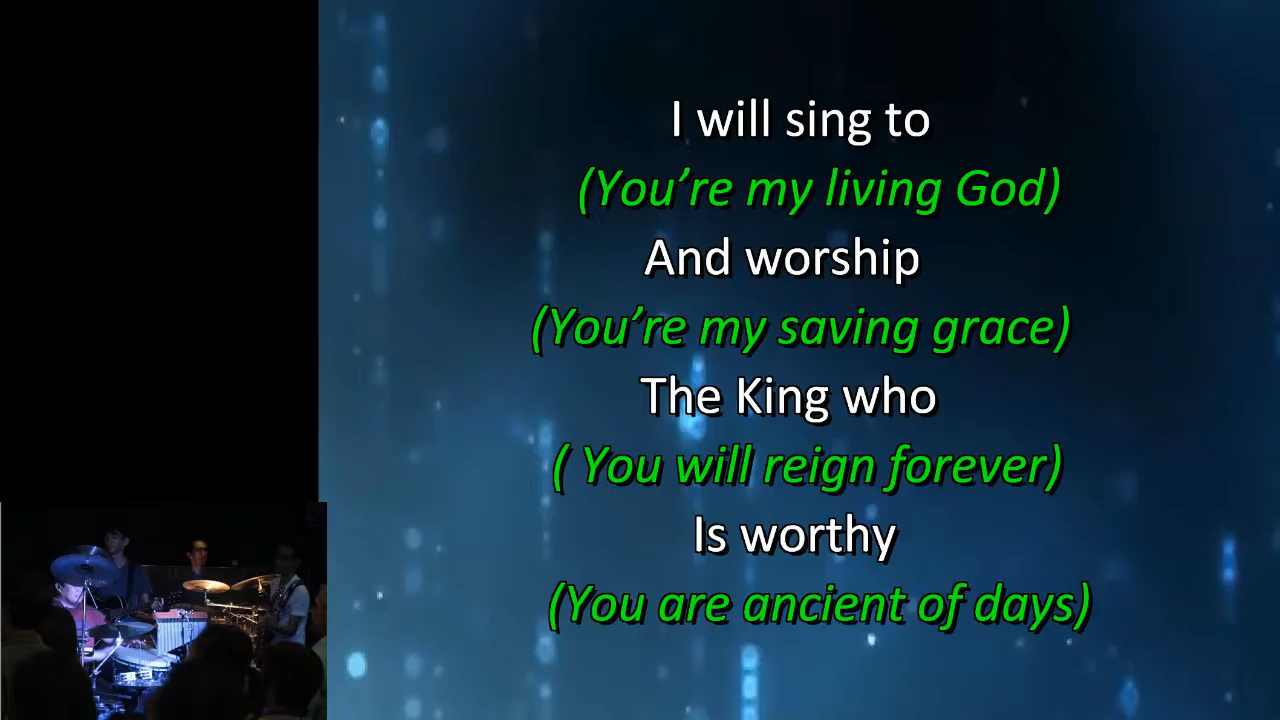 I will sing to
(You’re my living God)
And worship
(You’re my saving grace)
The King who
( You will reign forever)
Is worthy
(You are ancient of days)